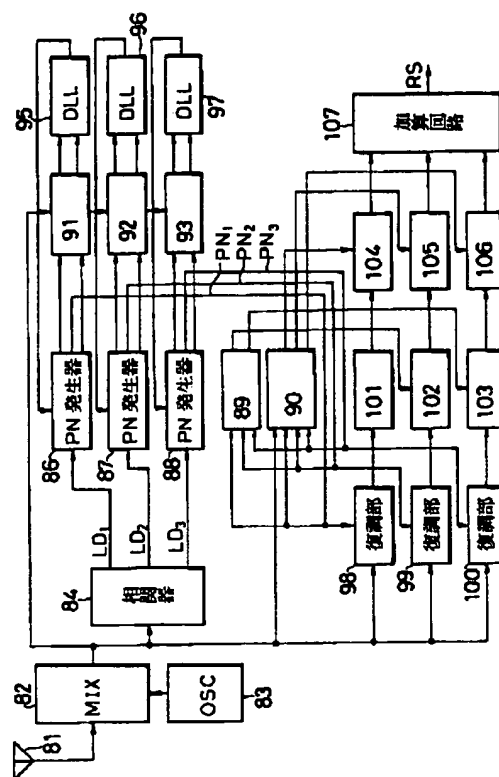 81
82
MIX
OSC
83
84
相関器
LD1
LD2
LD3
86
PN 発生器
87
PN 発生器
88
PN 発生器
91
92
93
95
DLL
96
DLL
97
DLL
PN1
PN2
PN3
89
90
98
復調部
99
復調部
100
復調部
101
102
103
104
105
106
107
加算回路
RS